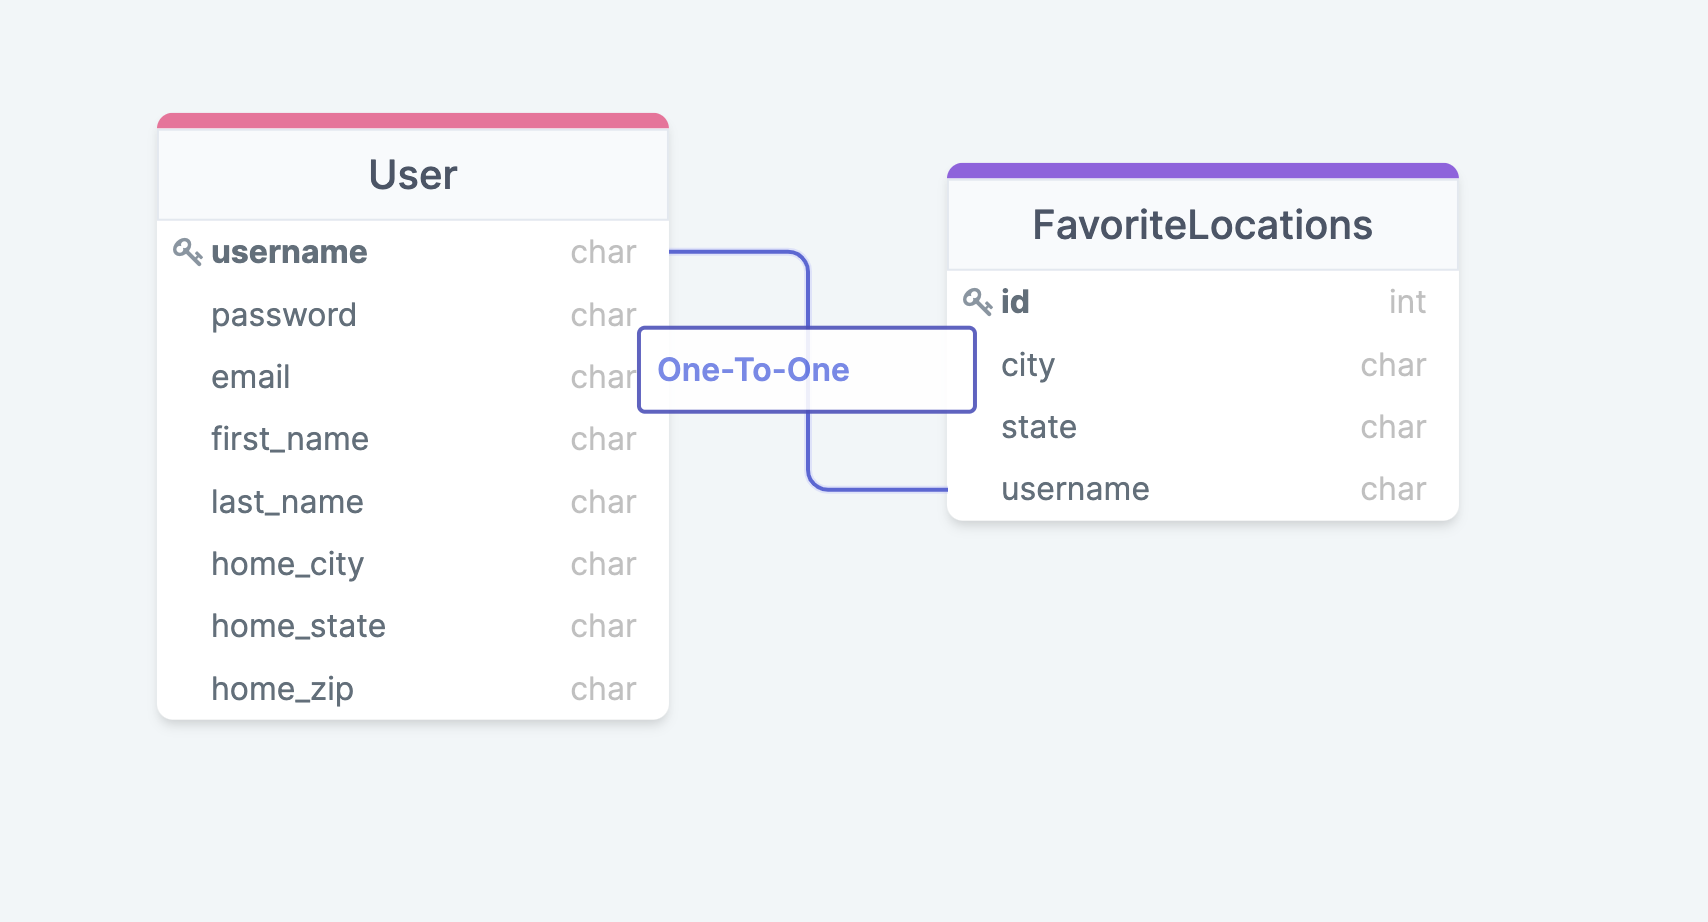 User
username char
password char
email char
first_name char
last_name char
home_city char
home_state char
home_zip char
One-To-One
FavoriteLocations
id int
city char
state char
username char